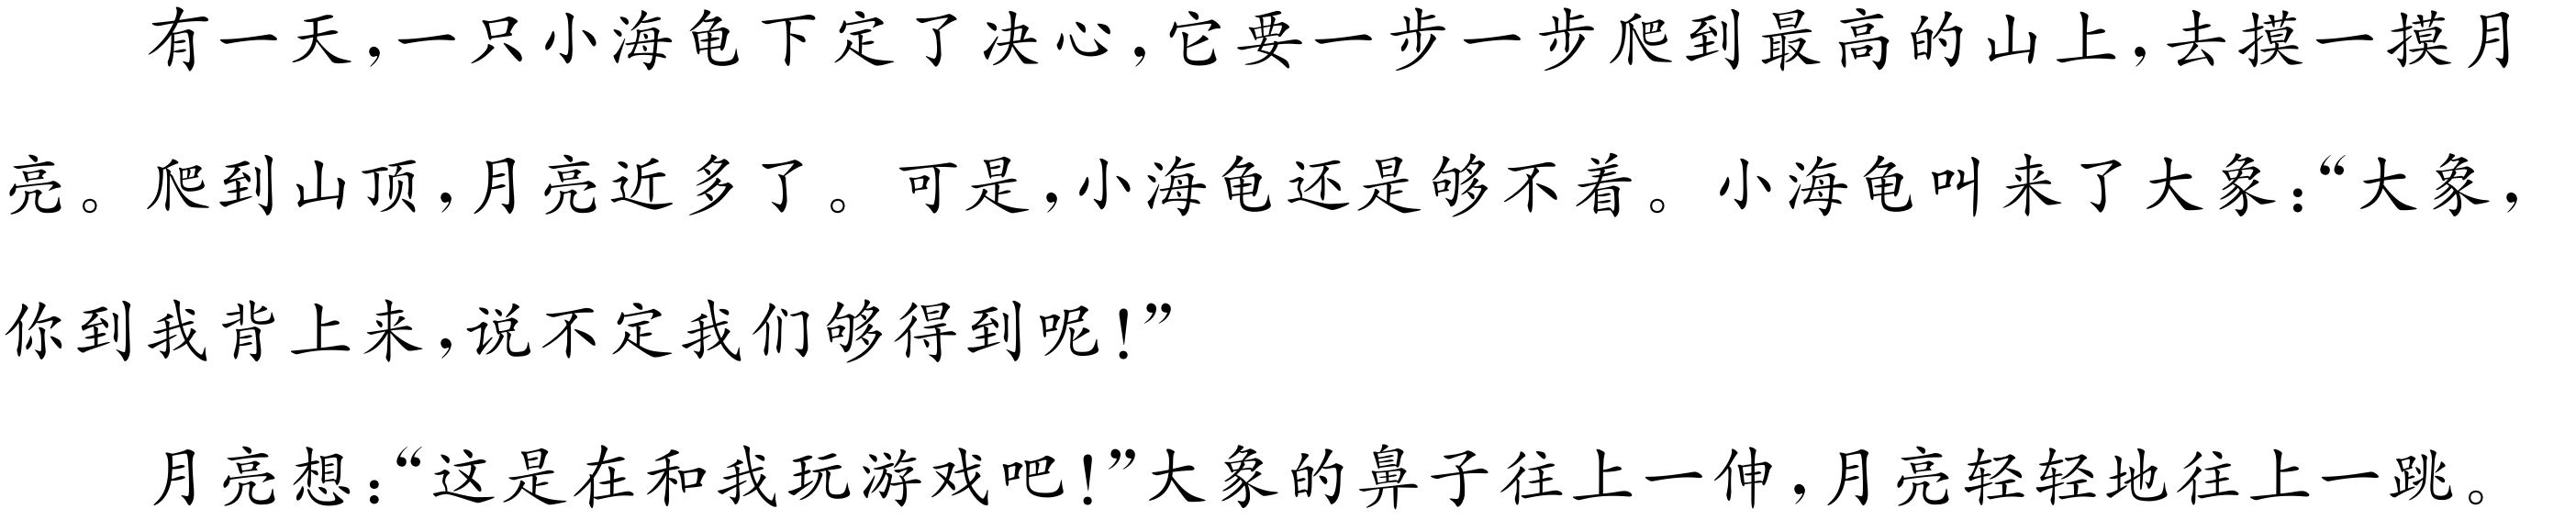 有一天，一只小海龟下定了决心，它要一步一步爬到最高的山上，去摸一摸月
亮。爬到山顶，月亮近多了。可是，小海龟还是够不着。小海龟叫来了大象：“大象，
你到我背上来，说不定我们够得到呢！”
月亮想：“这是在和我玩游戏吧！”大象的鼻子往上一伸，月亮轻轻地往上一跳。